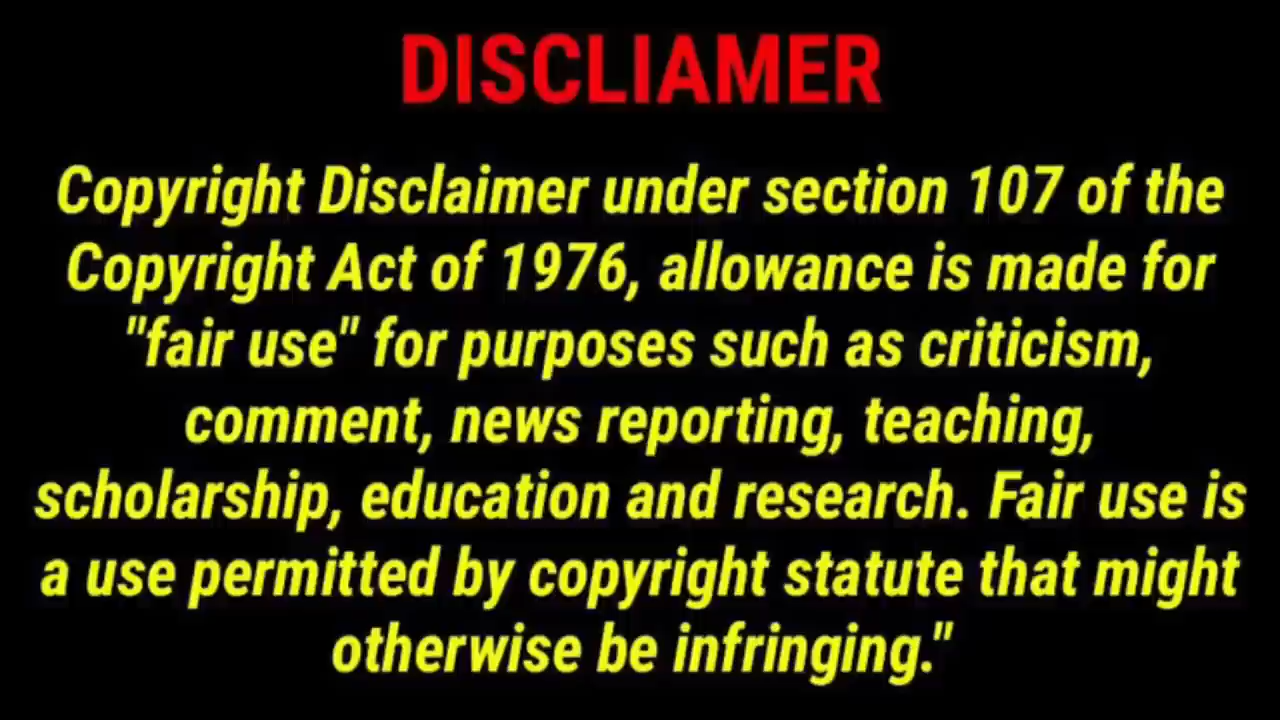 DISCLIAMER
Copyright Disclaimer under section 107 of the
Copyright Act of 1976, allowance is made for
"fair use" for purposes such as criticism,
comment, news reporting, teaching,
scholarship, education and research. Fair use is
a use permitted by copyright statute that might
otherwise be infringing."